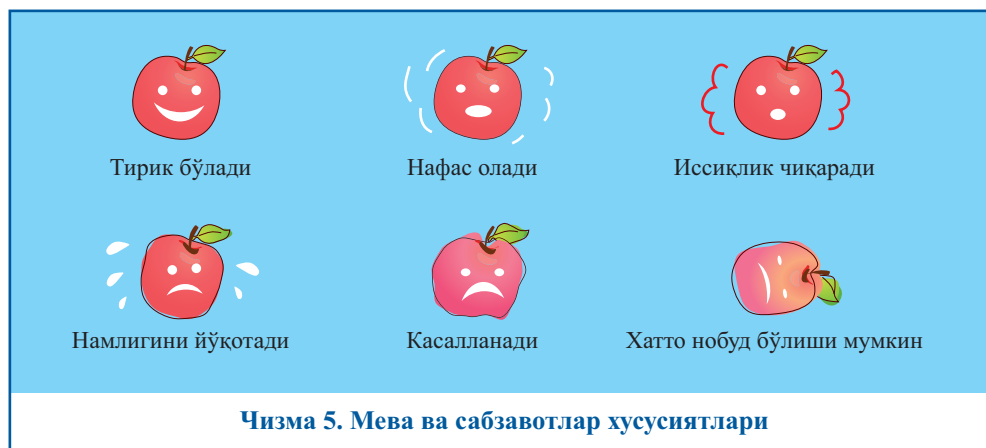 Тирик бўлади
Нафас олади
Иссиқлик чиқаради
Намлигини йўқотади
Касалланади
Хатто нобуд бўлиши мумкин
Чизма 5. Мева ва сабзавотлар хусусиятлари